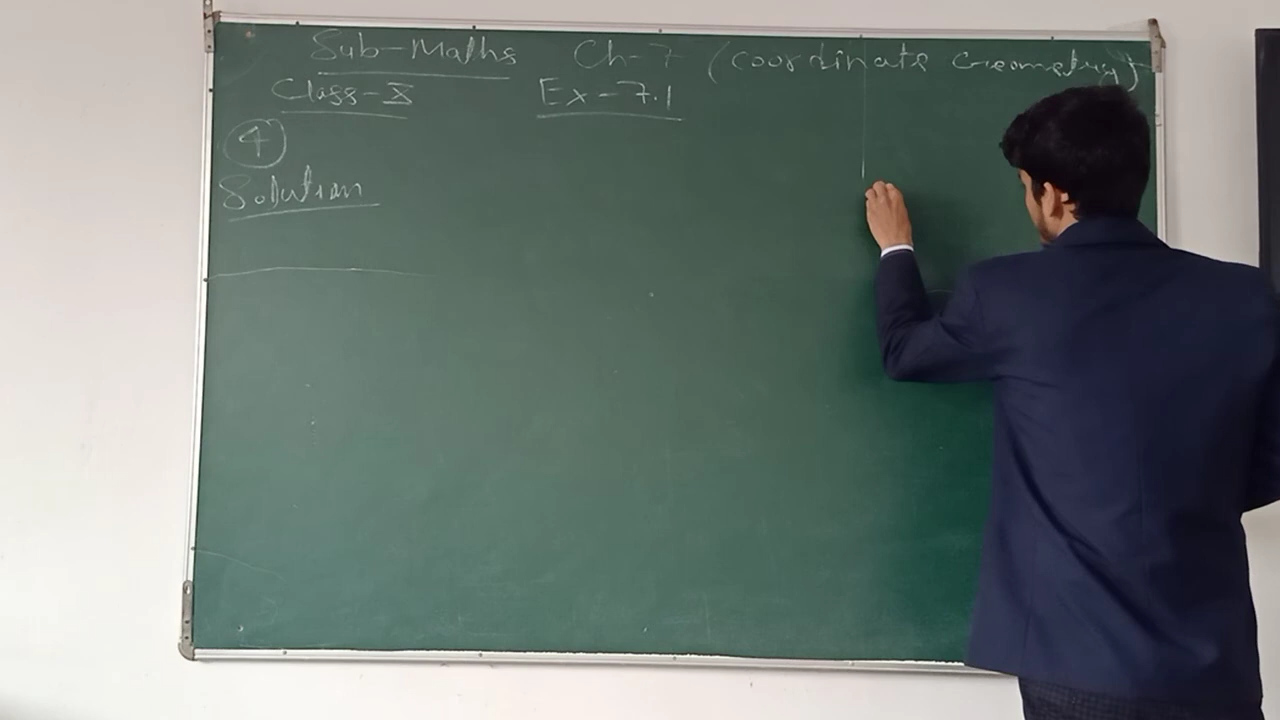 Sub-Maths Ch-7 (Coordinate Geometry)
Class-X Ex-7.1
4
Solution